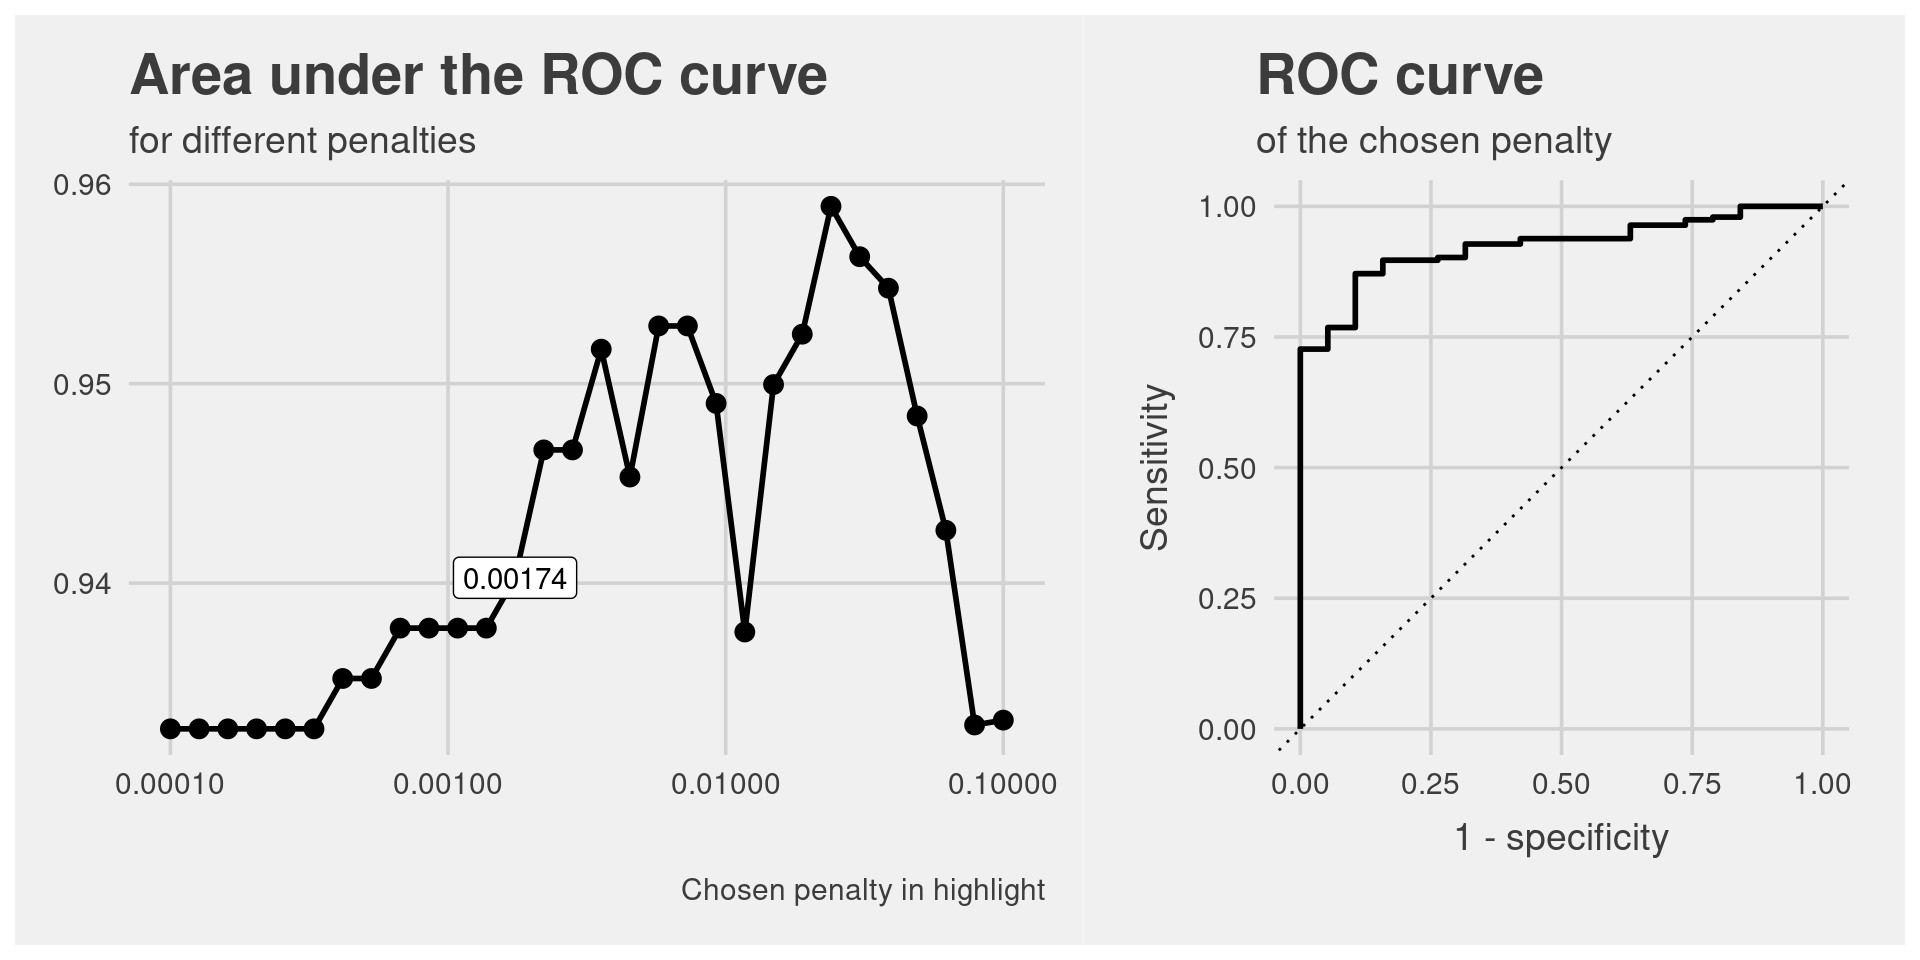 Area under the ROC curve
for different penalties
0.96
0.95
0.94
0.00174
0.00010 0.00100 0.01000 0.10000
Chosen penalty in highlight
ROC curve
of the chosen penalty
1.00
0.75
0.50
0.25
0.00
Sensitivity
0.00 0.25 0.50 0.75 1.00
1 - specificity